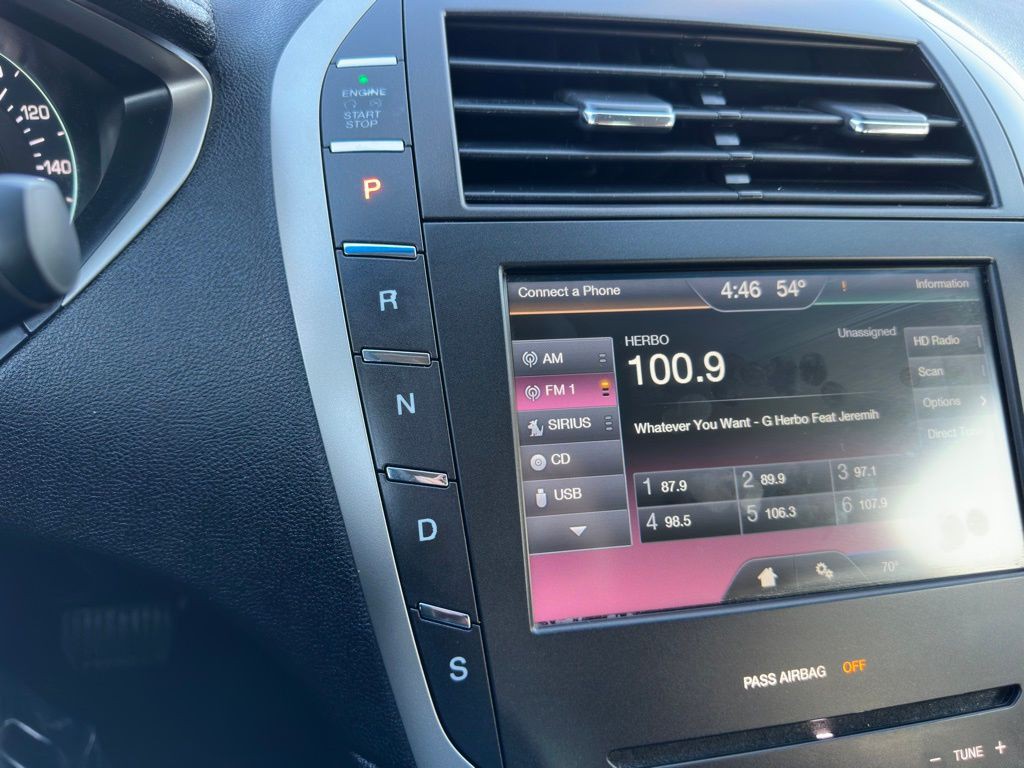 120
140
ENGINE
START
STOP
P
R
N
D
S
Connect a Phone 4:46 54° ! Information
AM
FM 1
SIRIUS
CD
USB
HERBO
100.9
Unassigned
Whatever You Want - G Herbo Feat Jeremih
1 87.9 2 89.9 3 97.1
4 98.5 5 106.3 6 107.9
HD Radio
Scan
Options >
Direct
70°
PASS AIRBAG OFF
– TUNE +